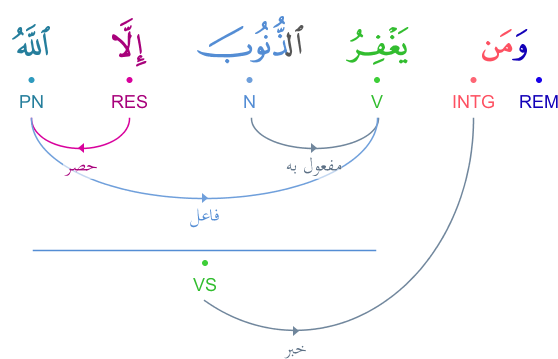 وَمَن يَغْفِرُ ٱلذُّنُوبَ إِلَّا ٱللَّهُ
PN RES N V INTG REM
حصر
مفعول به
فاعل
VS
خبر